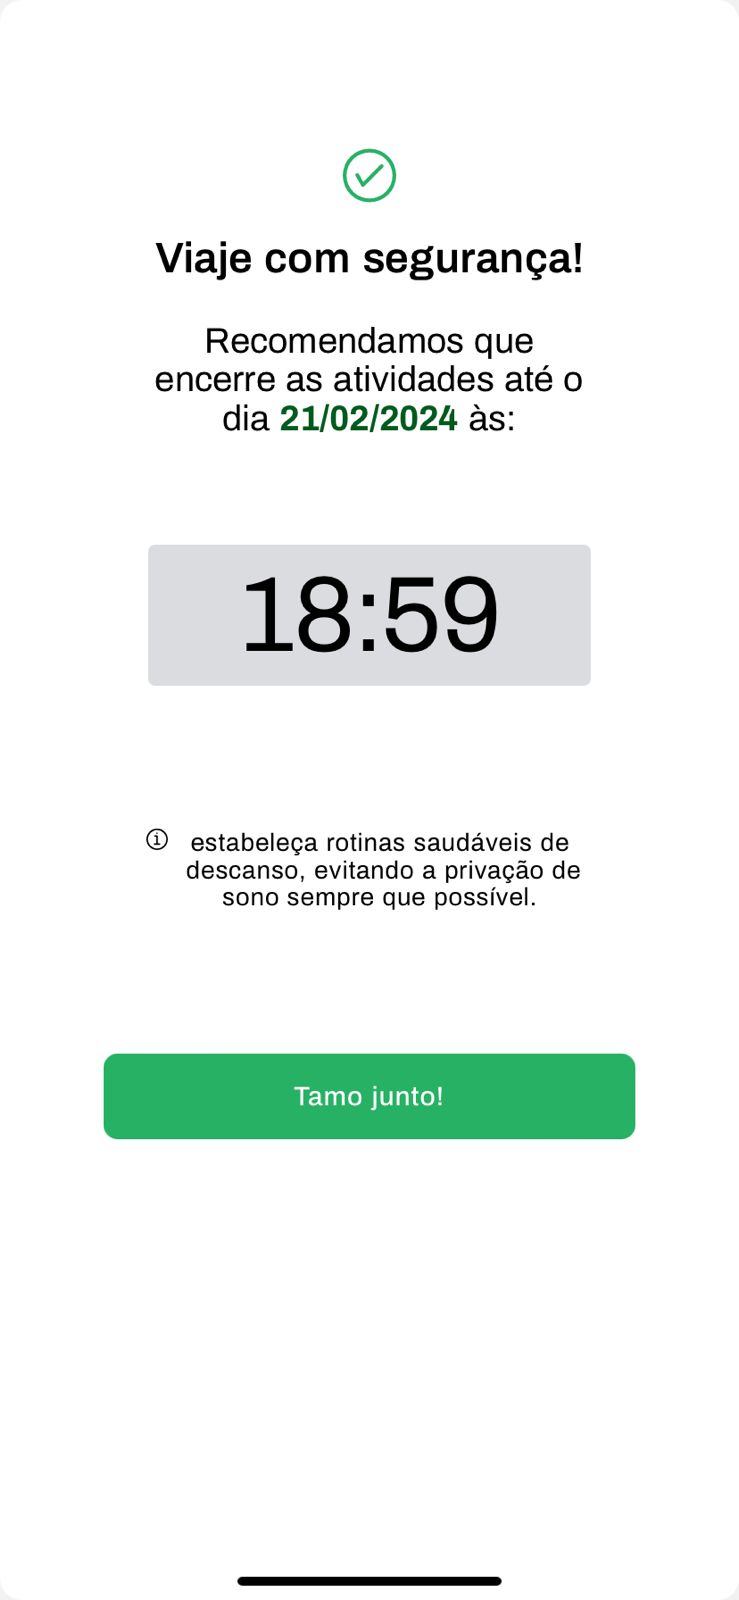 Viaje com segurança!
Recomendamos que
encerre as atividades até o
dia 21/02/2024 às:
18:59
estabeleça rotinas saudáveis de
descanso, evitando a privação de
sono sempre que possível.
Tamo junto!